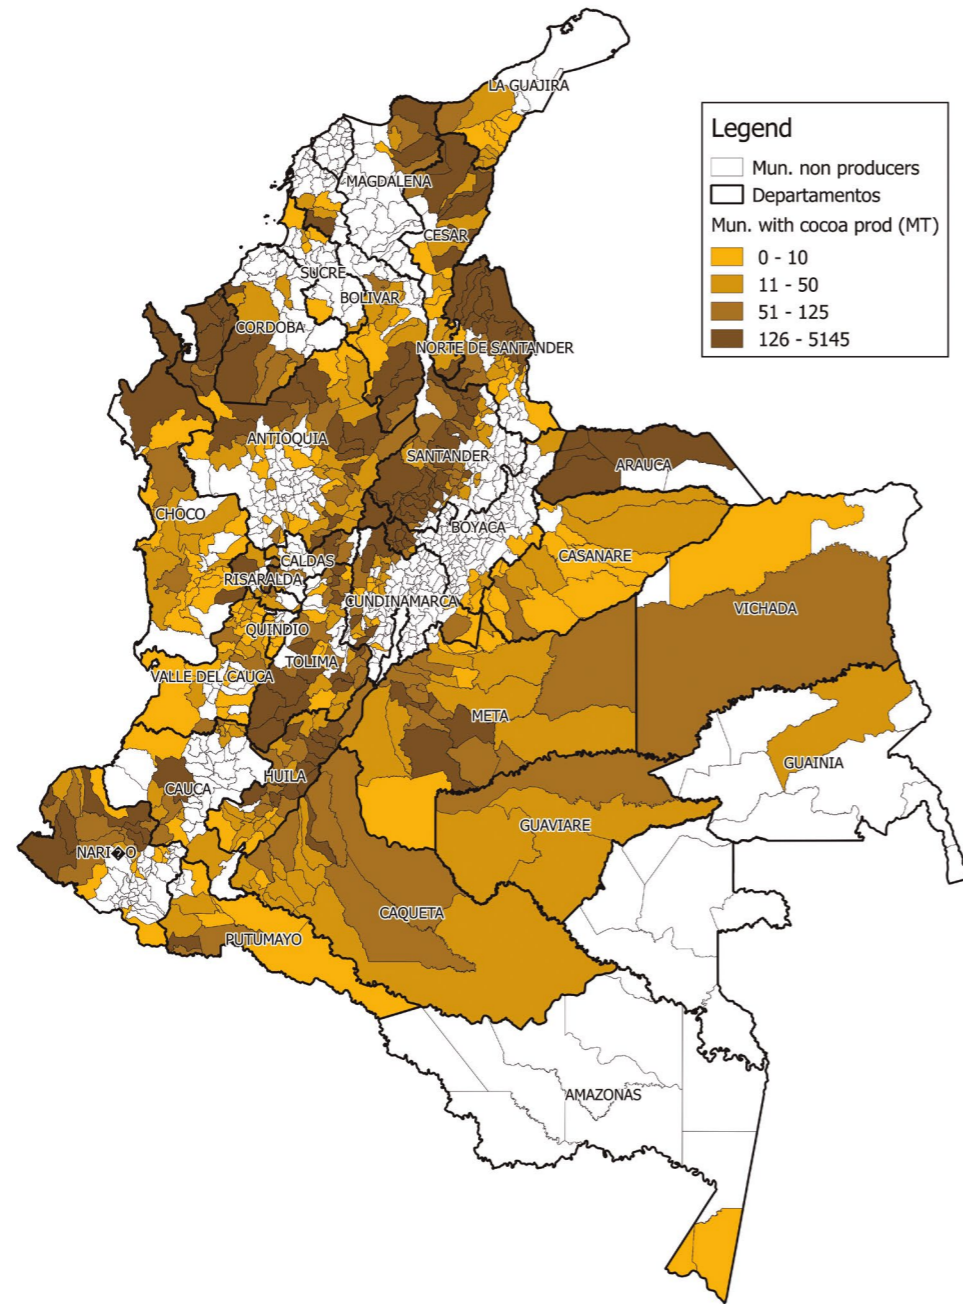 LA GUAJIRA
Legend
Mun. non producers
Departamentos
Mun. with cocoa prod (MT)
0 - 10
11 - 50
51 - 125
126 - 5145
MAGDALENA
CESAR
SUCRE
BOLIVAR
CORDOBA
NORTE DE SANTANDER
ANTIOQUIA
SANTANDER
ARAUCA
CHOCO
BOYACA
CASANARE
CALDAS
RISARALDA
CUNDINAMARCA
VICHADA
QUINDIO
TOLIMA
VALLE DEL CAUCA
META
GUAINIA
HUILA
CAUCA
GUAVIARE
NARI�O
CAQUETA
PUTUMAYO
AMAZONAS